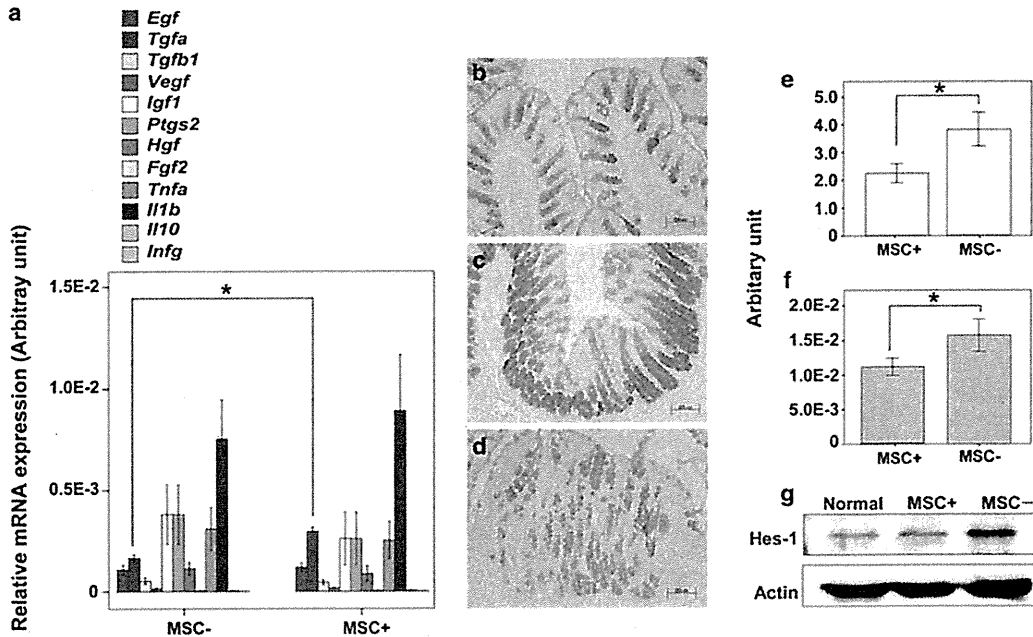 a
Egf
Tgfa
Tgfb1
Vegf
Igf1
Ptgs2
Hgf
Fgf2
Tnfa
Il1b
Il10
Infg
Relative mRNA expression (Arbitray unit)
1.5E-2
1.0E-2
0.5E-3
0
*
MSC-
MSC+
b
c
d
e
Arbitary unit
5.0
4.0
3.0
2.0
1.0
0.0
*
MSC+
MSC-
f
2.0E-2
1.5E-2
1.0E-2
5.0E-3
0
*
MSC+
MSC-
g
Normal
MSC+
MSC−
Hes-1
Actin